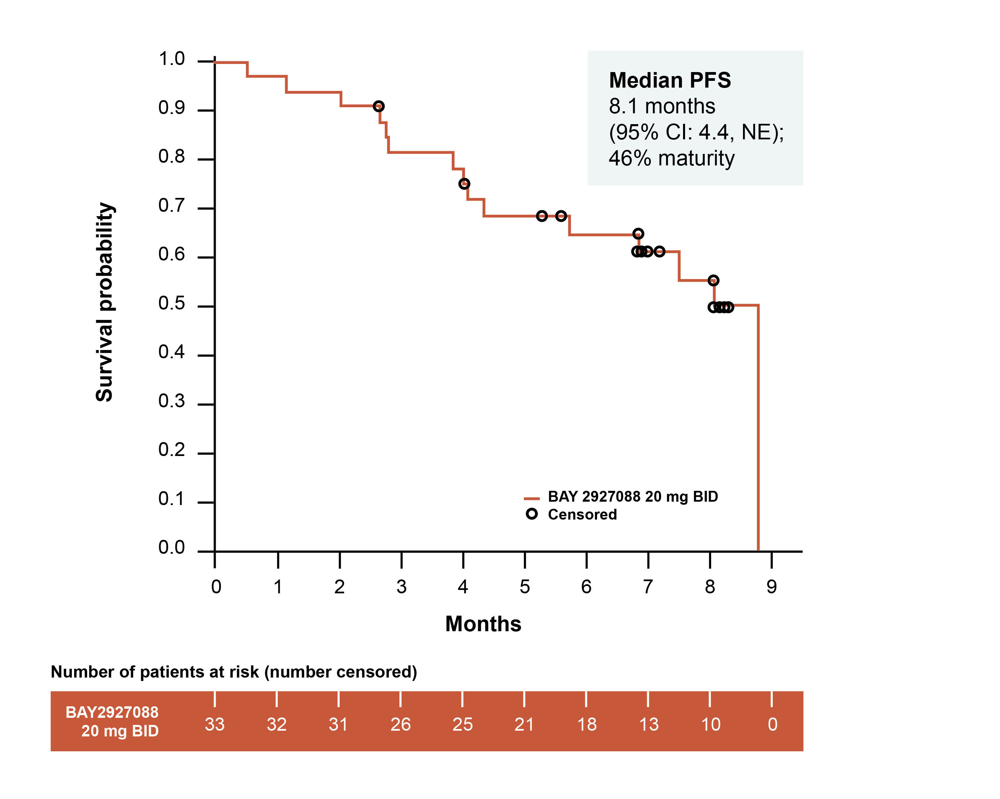 Median PFS
8.1 months
(95% CI: 4.4, NE);
46% maturity
Survival probability
1.0
0.9
0.8
0.7
0.6
0.5
0.4
0.3
0.2
0.1
0.0
BAY 2927088 20 mg BID
Censored
0 1 2 3 4 5 6 7 8 9
Months
Number of patients at risk (number censored)
BAY2927088
20 mg BID
33 32 31 26 25 21 18 13 10 0